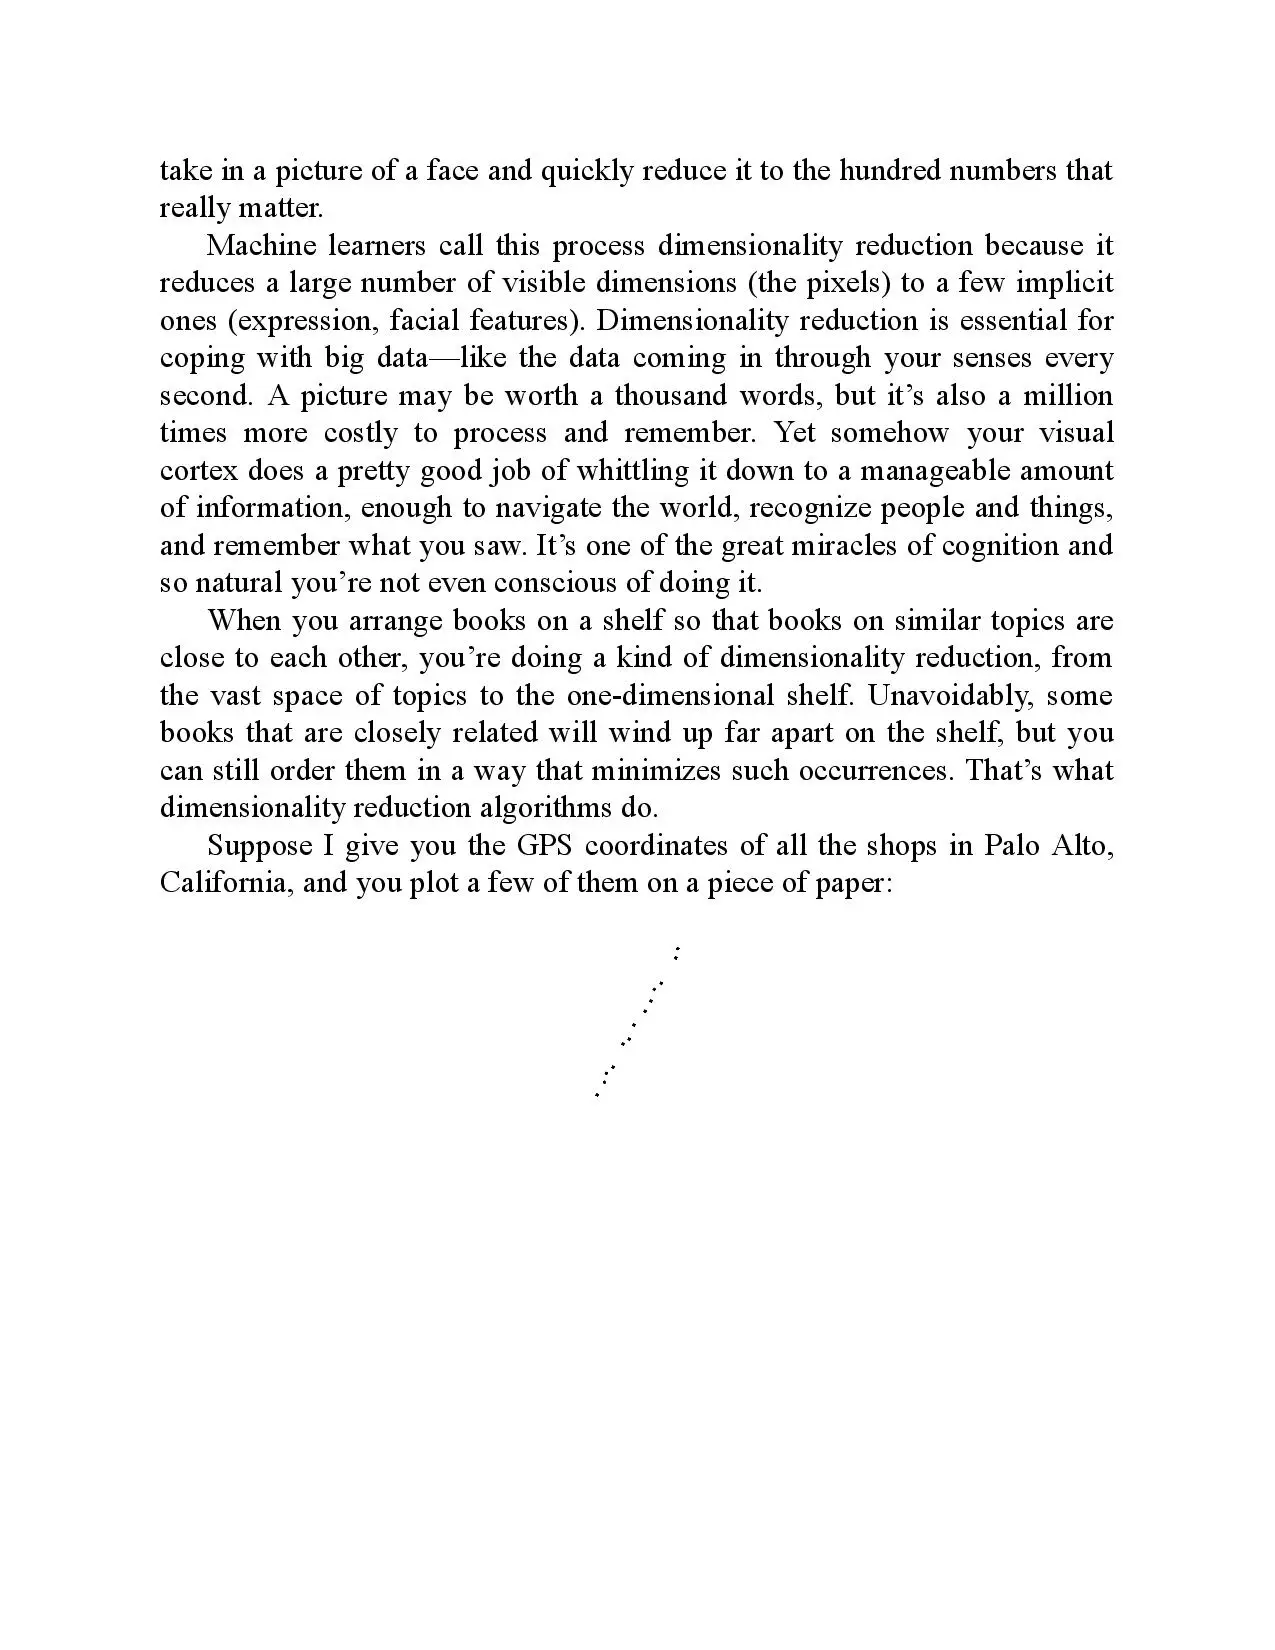 take in a picture of a face and quickly reduce it to the hundred numbers that
really matter.
Machine learners call this process dimensionality reduction because it
reduces a large number of visible dimensions (the pixels) to a few implicit
ones (expression, facial features). Dimensionality reduction is essential for
coping with big data—like the data coming in through your senses every
second. A picture may be worth a thousand words, but it’s also a million
times more costly to process and remember. Yet somehow your visual
cortex does a pretty good job of whittling it down to a manageable amount
of information, enough to navigate the world, recognize people and things,
and remember what you saw. It’s one of the great miracles of cognition and
so natural you’re not even conscious of doing it.
When you arrange books on a shelf so that books on similar topics are
close to each other, you’re doing a kind of dimensionality reduction, from
the vast space of topics to the one-dimensional shelf. Unavoidably, some
books that are closely related will wind up far apart on the shelf, but you
can still order them in a way that minimizes such occurrences. That’s what
dimensionality reduction algorithms do.
Suppose I give you the GPS coordinates of all the shops in Palo Alto,
California, and you plot a few of them on a piece of paper: